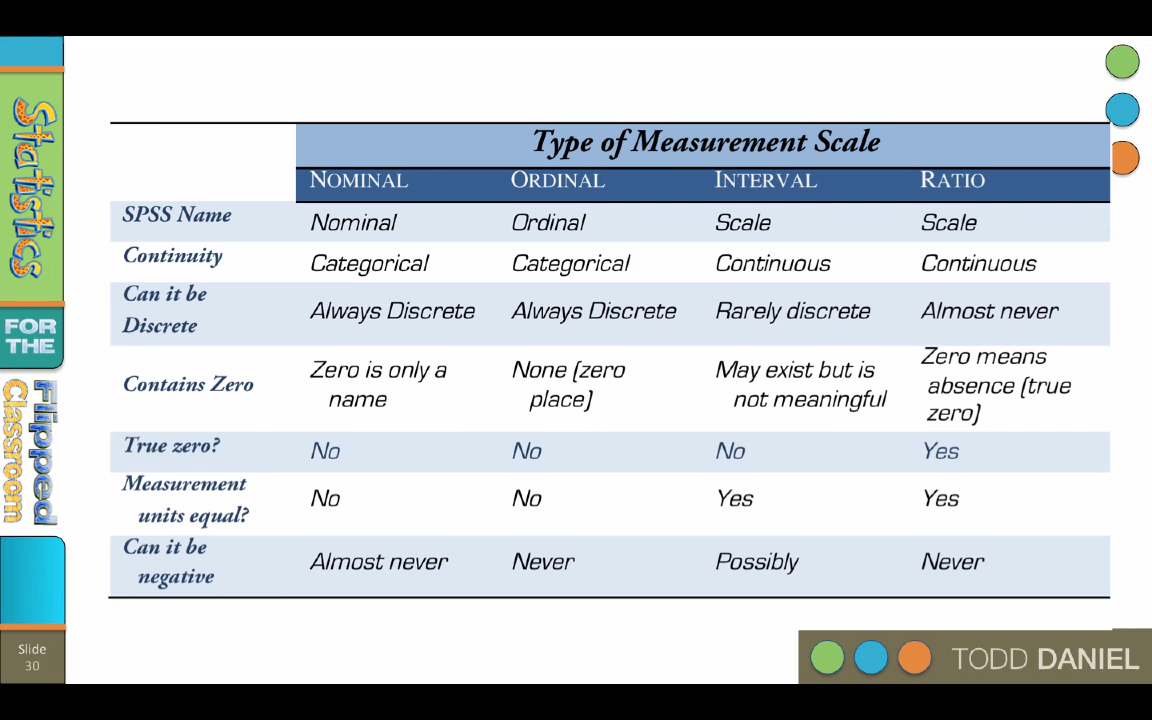 Statistics
FOR
THE
Flipped
Classroom
Slide
30
Type of Measurement Scale
NOMINAL ORDINAL INTERVAL RATIO
SPSS Name Nominal Ordinal Scale Scale
Continuity Categorical Categorical Continuous Continuous
Can it be
Discrete
Always Discrete Always Discrete Rarely discrete Almost never
Contains Zero
Zero is only a
name
None (zero
place)
May exist but is
not meaningful
Zero means
absence (true
zero)
True zero? No No No Yes
Measurement
units equal?
No No Yes Yes
Can it be
negative
Almost never Never Possibly Never
TODD DANIEL